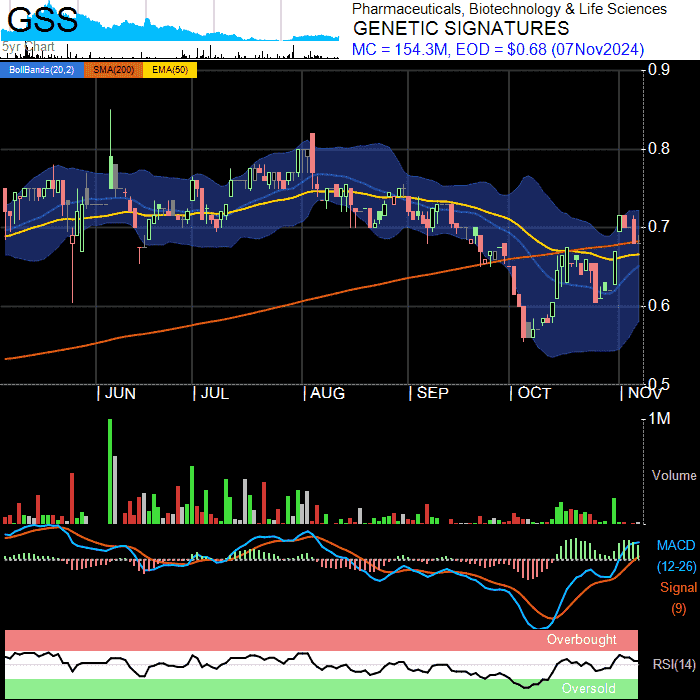 GSS
Pharmaceuticals, Biotechnology & Life Sciences
GENETIC SIGNATURES
5yr Chart
MC = 154.3M, EOD = $0.68 (07Nov2024)
BollBands(20,2) SMA(200) EMA(50)
0.9
0.8
0.7
0.6
0.5
JUN JUL AUG SEP OCT NOV
1M
Volume
MACD
(12-26)
Signal
(9)
Overbought
RSI(14)
Oversold